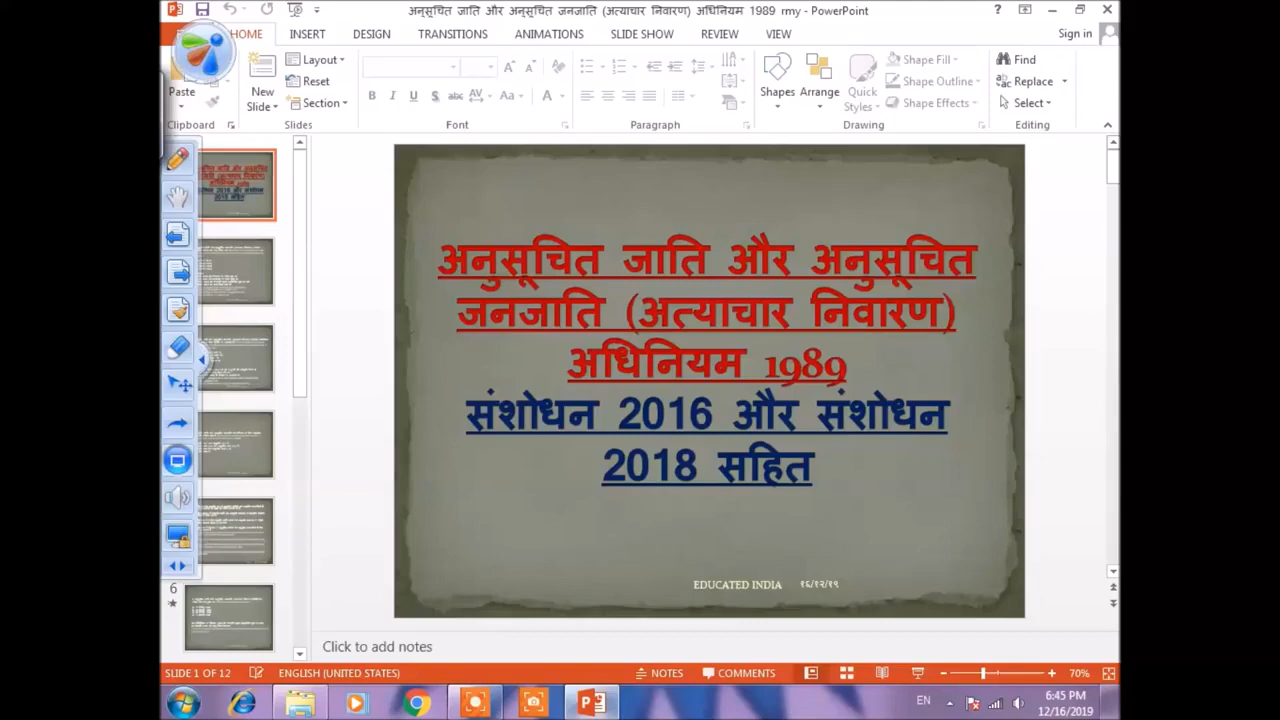 अनुसूचित जाति और अनुसूचित जनजाति (अत्याचार निवारण) अधिनियम 1989 rmy - PowerPoint
HOME INSERT DESIGN TRANSITIONS ANIMATIONS SLIDE SHOW REVIEW VIEW Sign in
Layout Shape Fill Find
Paste New Slide Reset Shapes Arrange Quick Styles Shape Outline Replace
Section Shape Effects Select
Clipboard Slides Font Paragraph Drawing Editing
अनुसूचित जाति और अनुसूचित
जनजाति (अत्याचार निवारण)
अधिनियम 1989
संशोधन 2016 और संशोधन
2018 सहित
EDUCATED INDIA १६/१२/१९
6
Click to add notes
SLIDE 1 OF 12 ENGLISH (UNITED STATES) NOTES COMMENTS 70%
EN 6:45 PM
12/16/2019